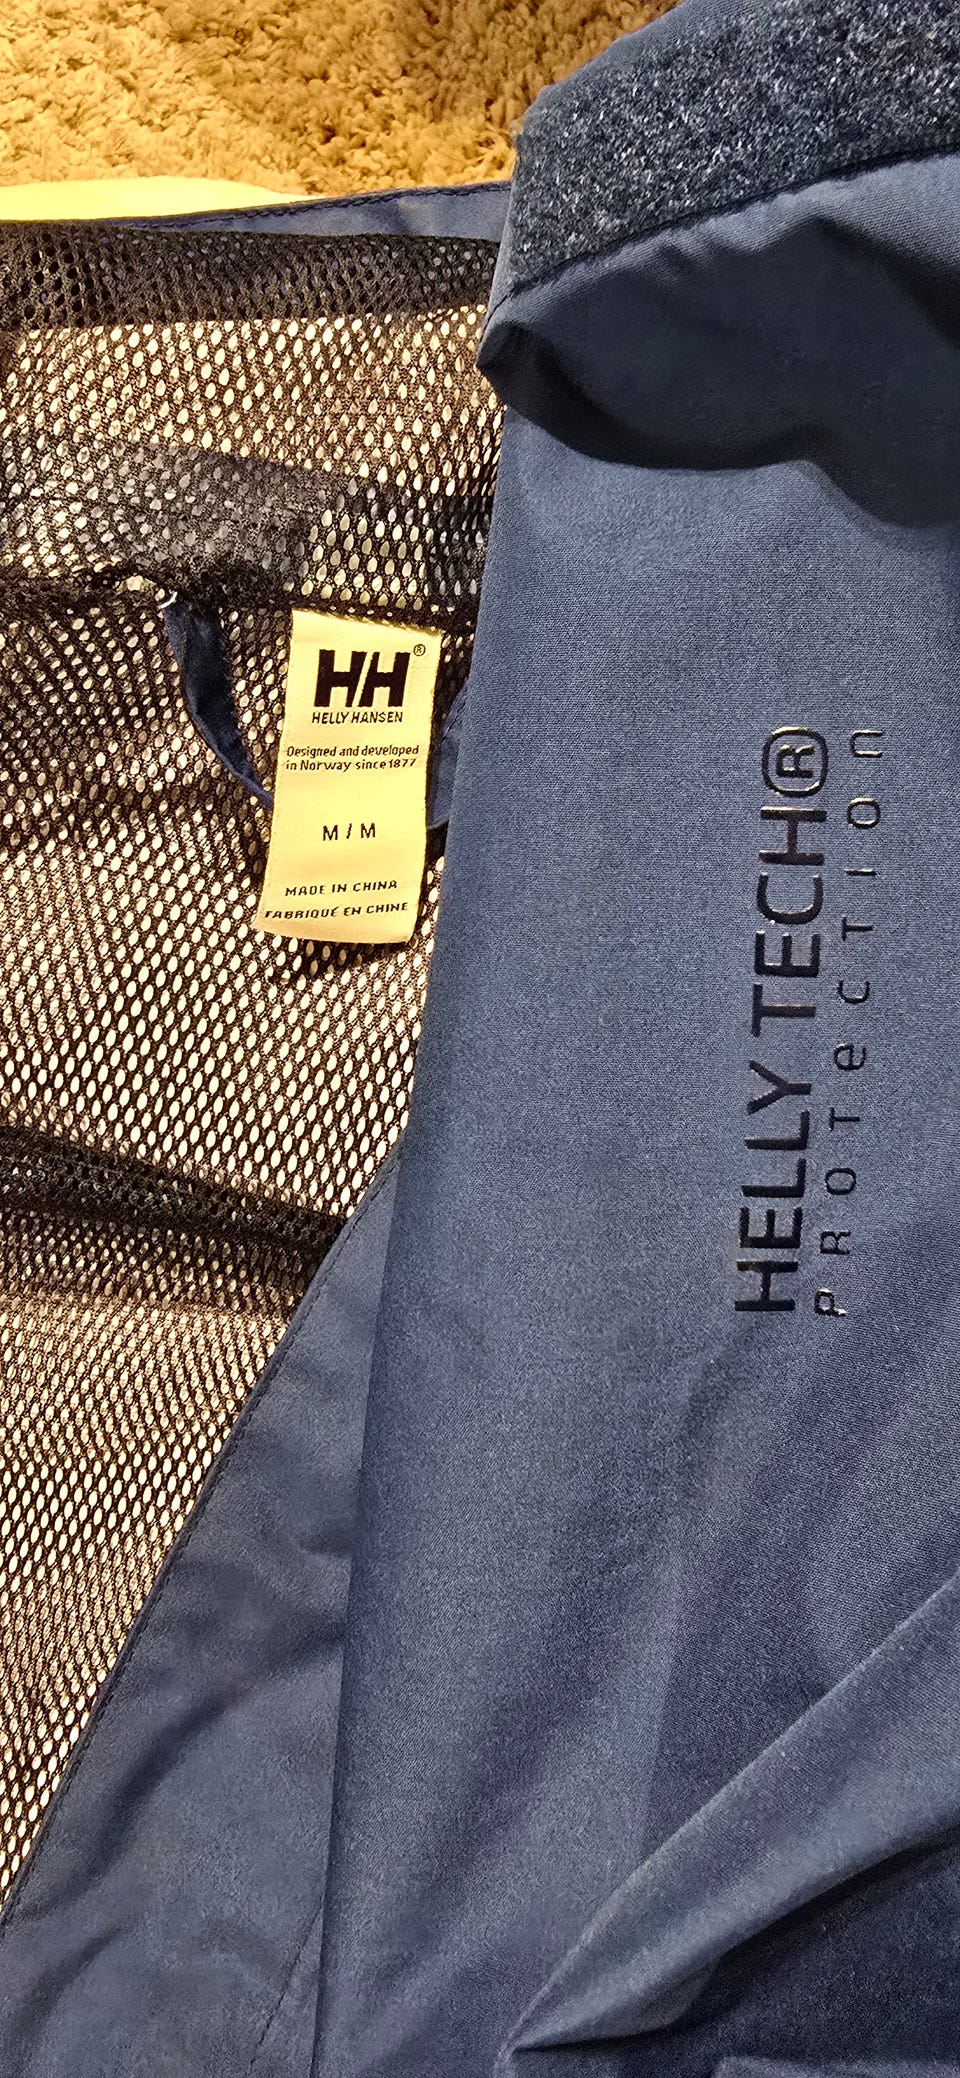 HH®
HELLY HANSEN
Designed and developed
in Norway since 1877
M / M
MADE IN CHINA
FABRIQUÉ EN CHINE
HELLY TECH®
PROTecTION